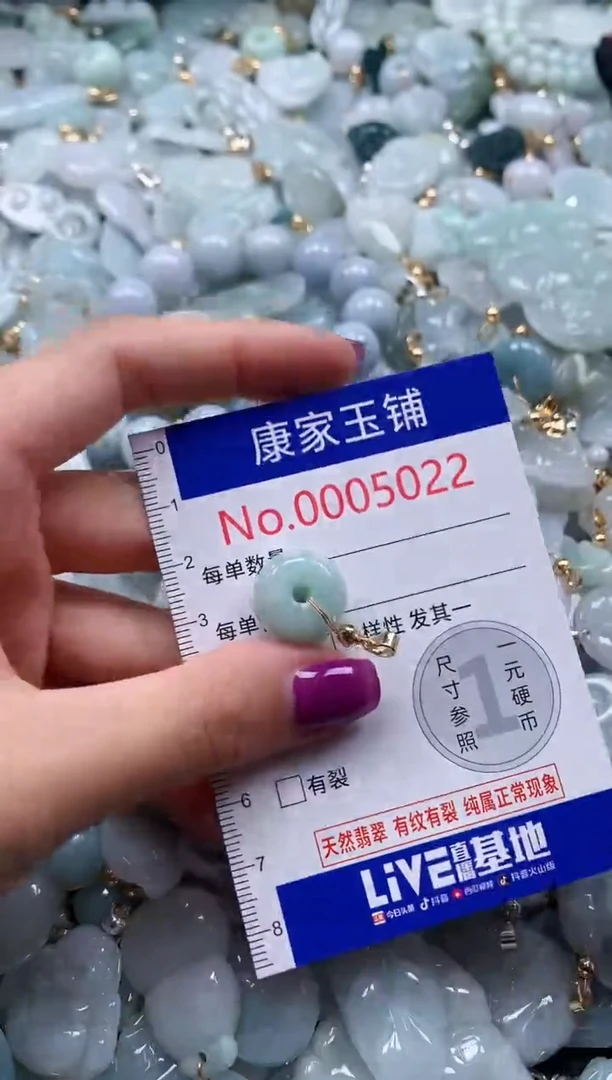 康家玉铺
No.0005022
0
1
2
3
6
7
8
每单数量
每单
样性 发其一
尺寸参照
1
一元硬币
有裂
天然翡翠 有纹有裂 纯属正常现象
LiVE直播基地
今日头条 抖音 西瓜视频 抖音火山版